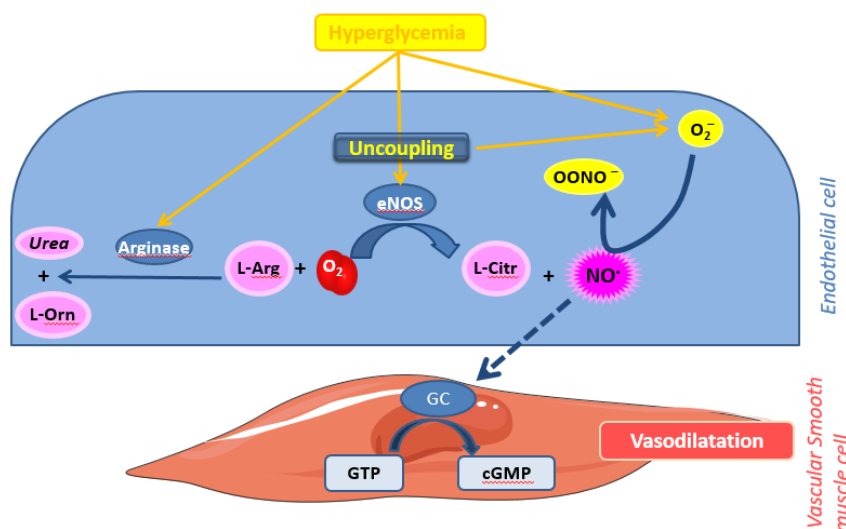 Hyperglycemia
O₂⁻
Uncoupling
OONO⁻
eNOS
Urea
Arginase
+
L-Arg
+
O₂
L-Citr
+
NO·
L-Orn
Endothelial cell
GC
GTP
cGMP
Vasodilatation
Vascular Smooth
muscle cell